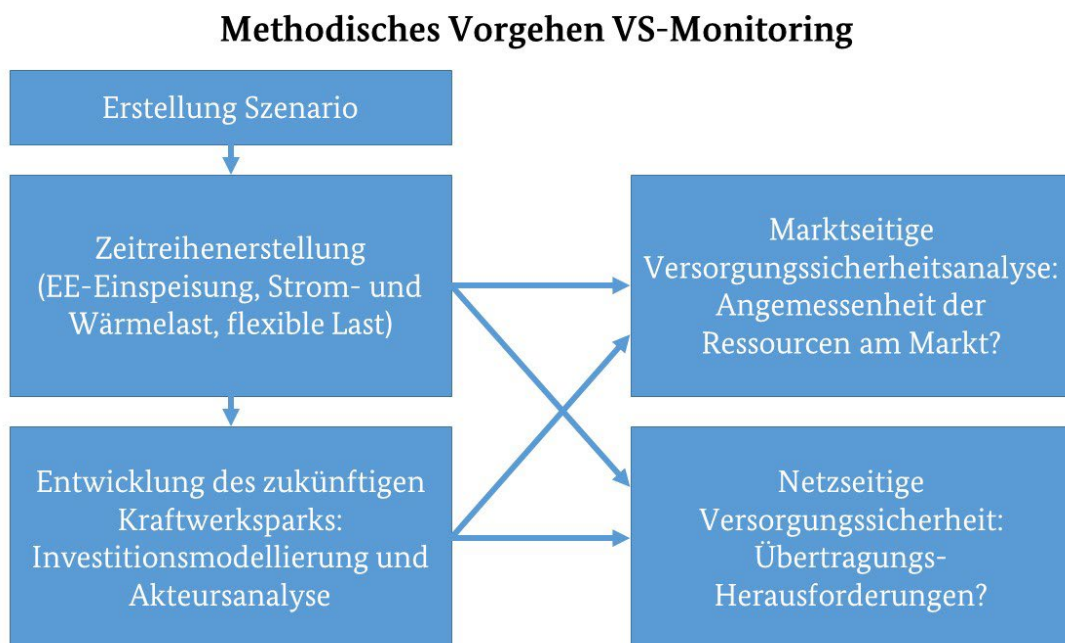 Methodisches Vorgehen VS-Monitoring
Erstellung Szenario
Zeitreihenerstellung
(EE-Einspeisung, Strom- und
Wärmelast, flexible Last)
Entwicklung des zukünftigen
Kraftwerksparks:
Investitionsmodellierung und
Akteursanalyse
Marktseitige
Versorgungssicherheitsanalyse:
Angemessenheit der
Ressourcen am Markt?
Netzseitige
Versorgungssicherheit:
Übertragungs-
Herausforderungen?